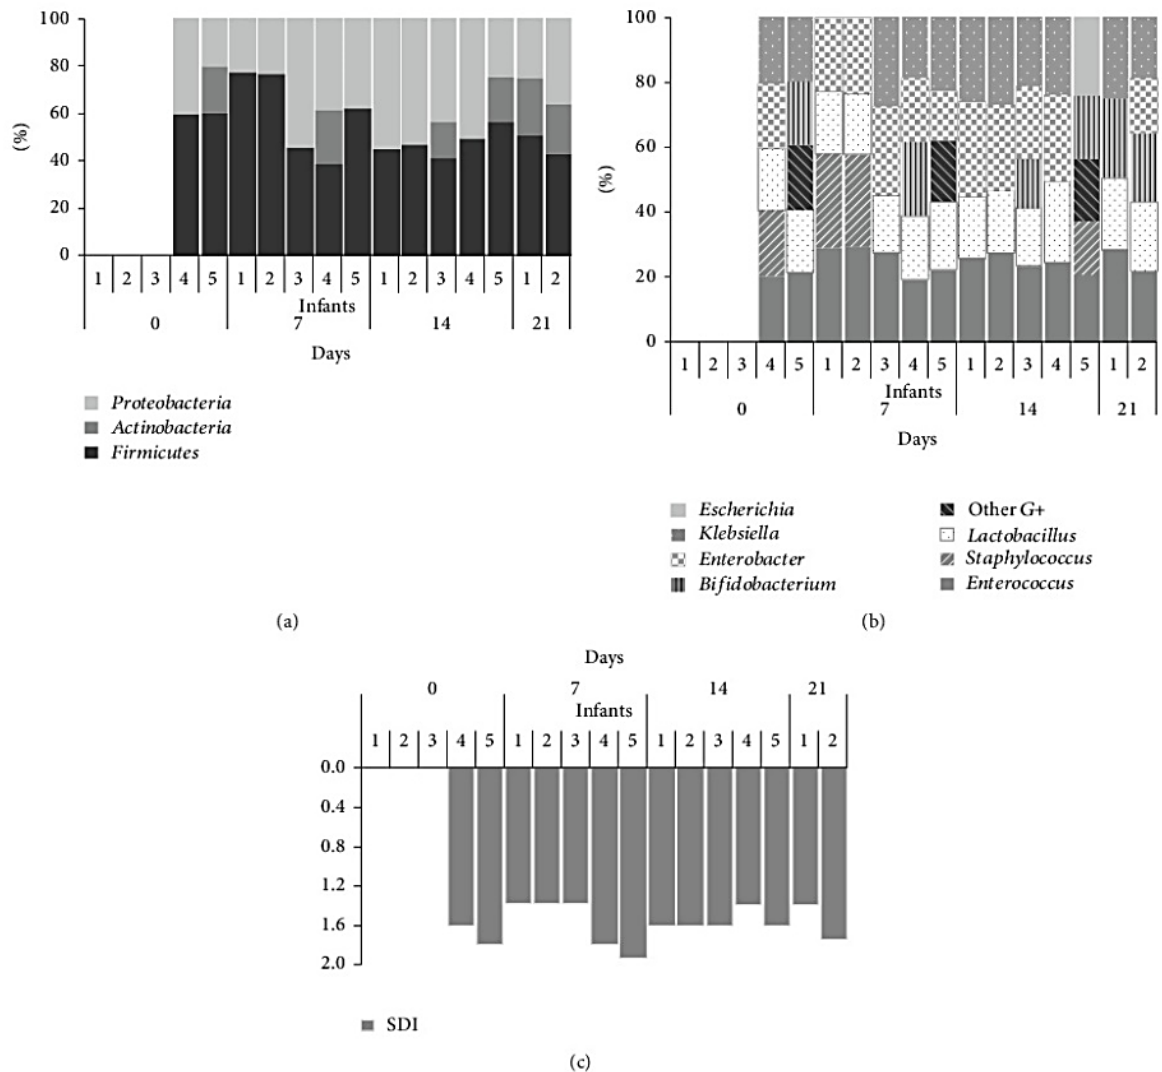 100
80
60
40
20
0
(%)
1 2 3 4 5 1 2 3 4 5 1 2 3 4 5 1 2
Infants
0 7 14 21
Days
Proteobacteria
Actinobacteria
Firmicutes
(a)
100
80
60
40
20
0
(%)
1 2 3 4 5 1 2 3 4 5 1 2 3 4 5 1 2
Infants
0 7 14 21
Days
Escherichia
Klebsiella
Enterobacter
Bifidobacterium
Other G+
Lactobacillus
Staphylococcus
Enterococcus
(b)
Days
0 7 14 21
Infants
1 2 3 4 5 1 2 3 4 5 1 2 3 4 5 1 2
0.0
0.4
0.8
1.2
1.6
2.0
SDI
(c)